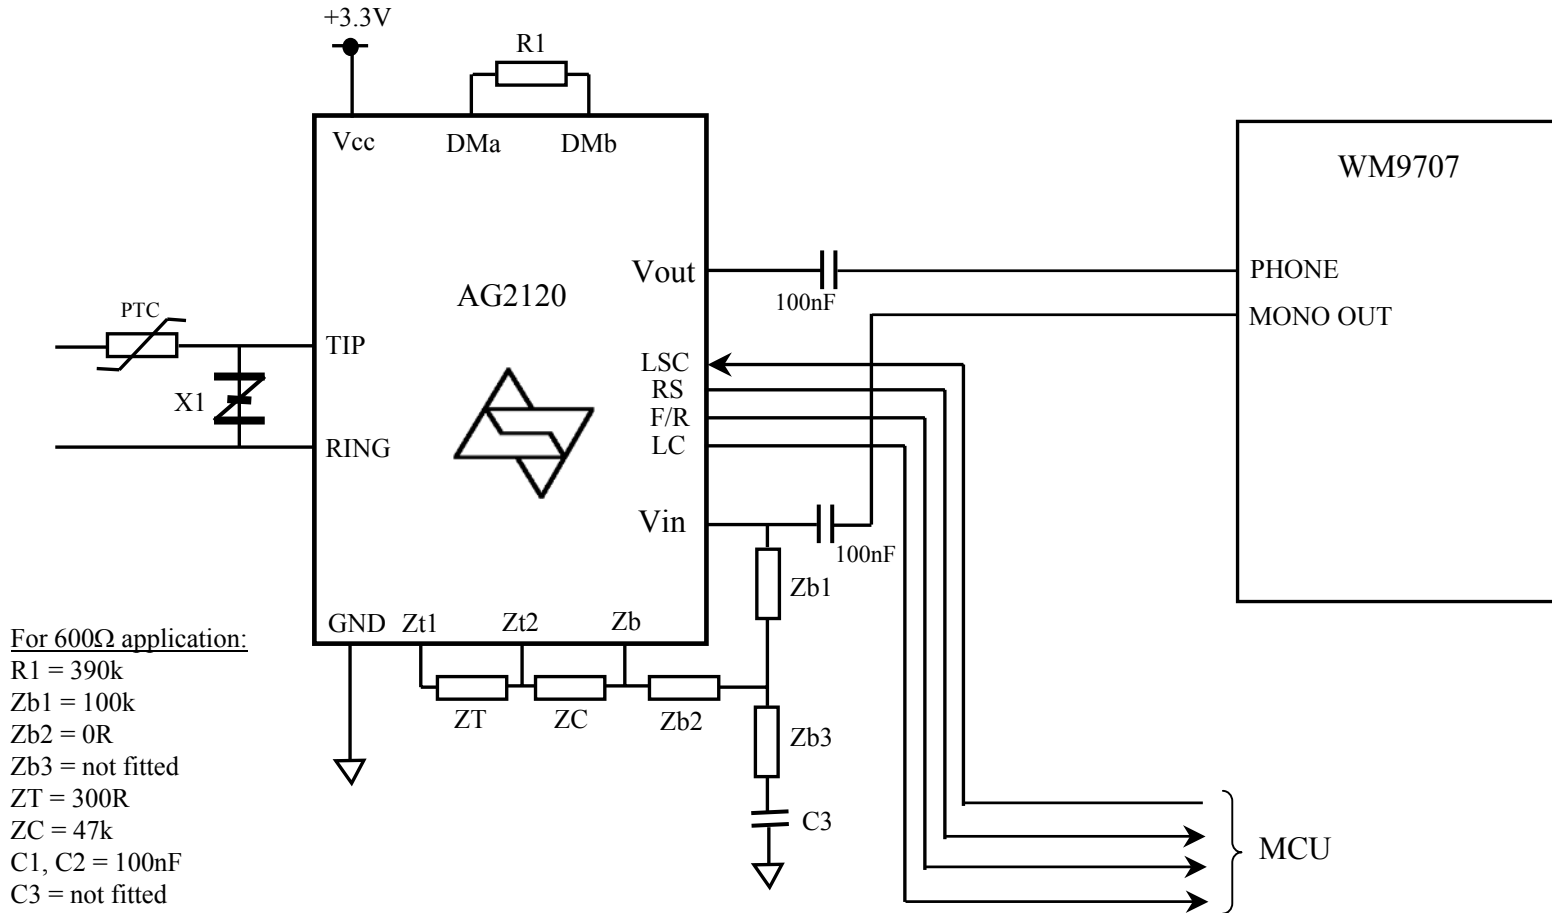 +3.3V
R1
Vcc
DMa
DMb
WM9707
Vout
PHONE
AG2120
100nF
PTC
MONO OUT
TIP
LSC
RS
X1
F/R
RING
LC
Vin
100nF
Zb1
GND
Zt1
Zt2
Zb
ZT
ZC
Zb2
Zb3
C3
MCU
For 600Ω application:
R1 = 390k
Zb1 = 100k
Zb2 = 0R
Zb3 = not fitted
ZT = 300R
ZC = 47k
C1, C2 = 100nF
C3 = not fitted